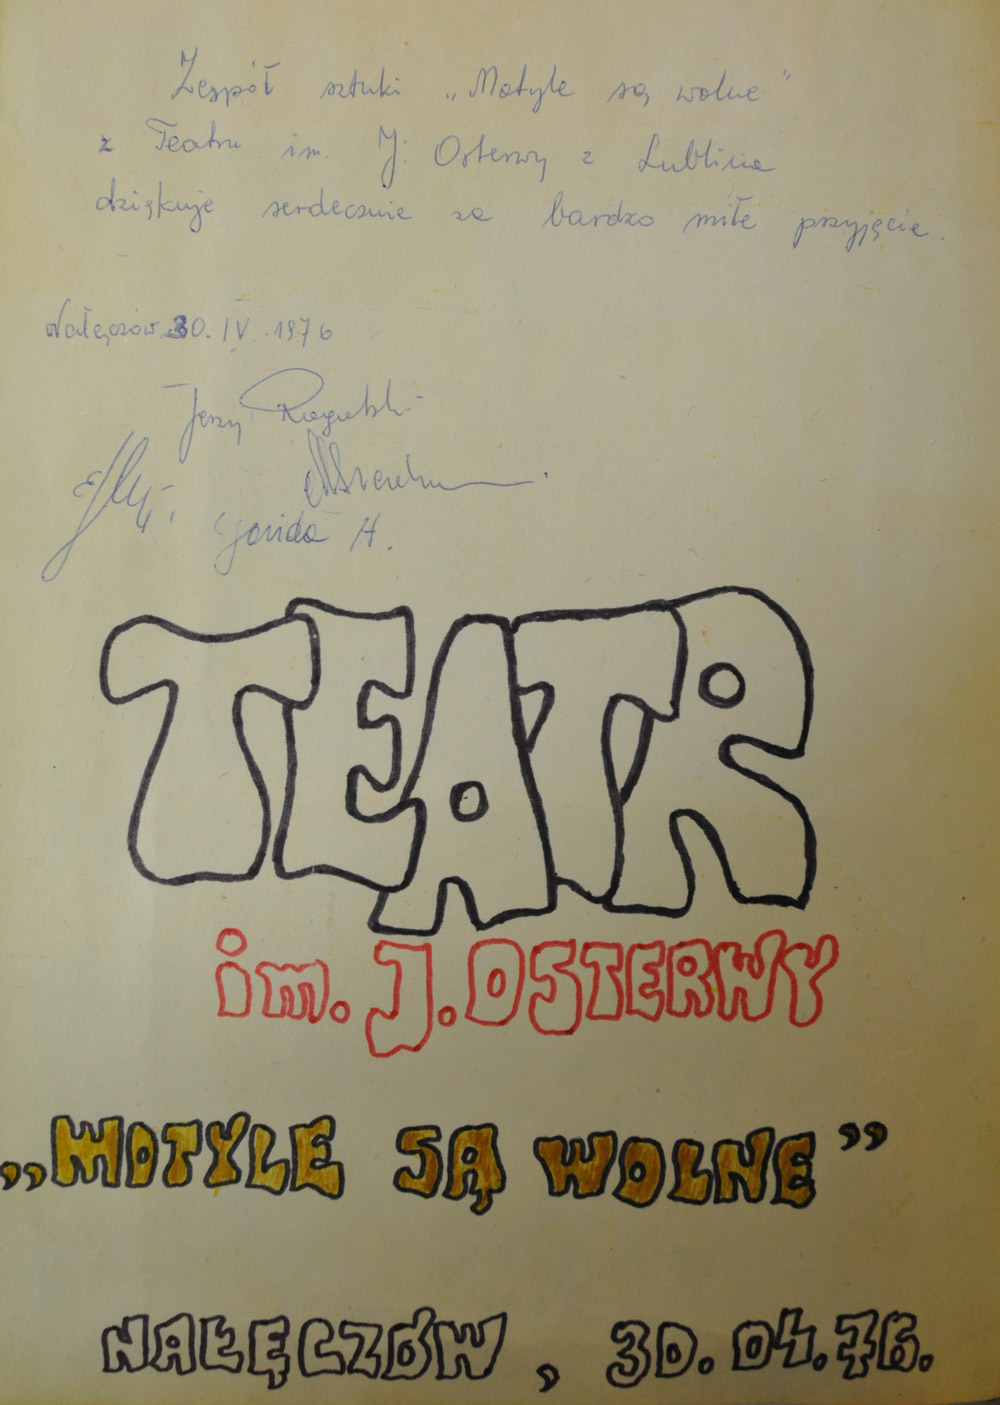 Zespół sztuki „Motyle są wolne"
z Teatru im. J. Osterwy z Lublina
dziękuje serdecznie za bardzo miłe przyjęcie.
Nałęczów, 30. IV. 1976
Jerzy
H.
TEATR
im. J. OSTERWY
„MOTYLE SĄ WOLNE”
NAŁĘCZÓW, 30.04.76.